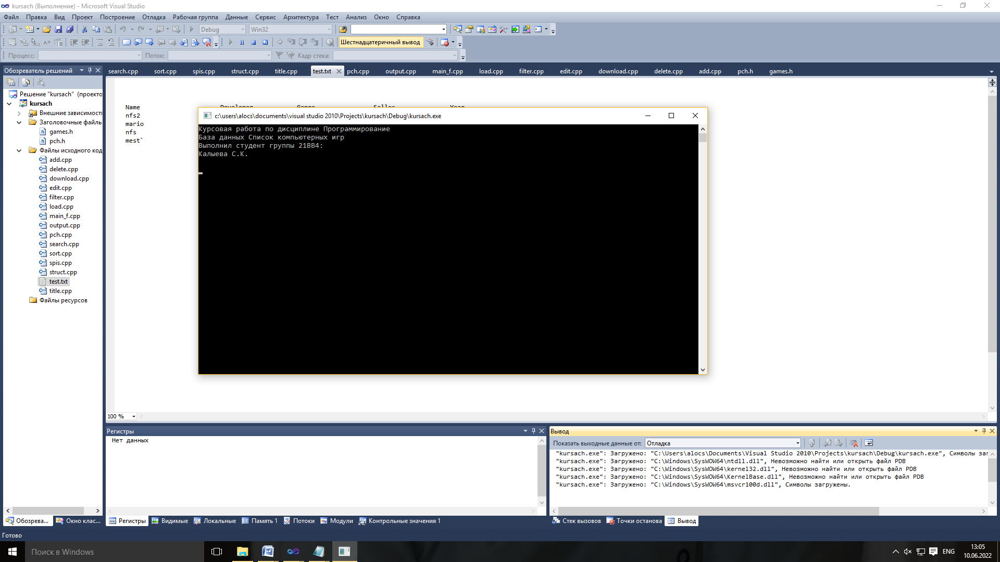 kursach (Выполнение) - Microsoft Visual Studio
Файл Правка Вид Проект Построение Отладка Рабочая группа Данные Сервис Архитектура Тест Анализ Окно Справка
Debug Win32
Шестнадцатеричный вывод
Процесс: Поток: Кадр стека:
Обозреватель решений
search.cpp sort.cpp spis.cpp struct.cpp title.cpp test.txt pch.cpp output.cpp main_f.cpp load.cpp filter.cpp edit.cpp download.cpp delete.cpp add.cpp pch.h games.h
Решение "kursach" (проекто
kursach
Внешние зависимости
Заголовочные файль
games.h
pch.h
Файлы исходного код
add.cpp
delete.cpp
download.cpp
edit.cpp
filter.cpp
load.cpp
main_f.cpp
output.cpp
pch.cpp
search.cpp
sort.cpp
spis.cpp
struct.cpp
test.txt
title.cpp
Файлы ресурсов
Name Developer Genre Salles Year
nfs2
mario
nfs
mest`
c:\users\alocs\documents\visual studio 2010\Projects\kursach\Debug\kursach.exe
Курсовая работа по дисциплине Программирование
База данных Список компьютерных игр
Выполнил студент группы 21ВВ4:
Калыева С.К.
100 %
Регистры
Нет данных
Вывод
Показать выходные данные от: Отладка
"kursach.exe": Загружено: "C:\Users\alocs\Documents\Visual Studio 2010\Projects\kursach\Debug\kursach.exe", Символы заг
"kursach.exe": Загружено: "C:\Windows\SysWOW64\ntdll.dll", Невозможно найти или открыть файл PDB
"kursach.exe": Загружено: "C:\Windows\SysWOW64\kernel32.dll", Невозможно найти или открыть файл PDB
"kursach.exe": Загружено: "C:\Windows\SysWOW64\KernelBase.dll", Невозможно найти или открыть файл PDB
"kursach.exe": Загружено: "C:\Windows\SysWOW64\msvcr100d.dll", Символы загружены.
Обозрева... Окно клас... Регистры Видимые Локальные Память 1 Потоки Модули Контрольные значения 1 Стек вызовов Точки останова Вывод
Готово
Поиск в Windows
ENG
13:05
10.06.2022